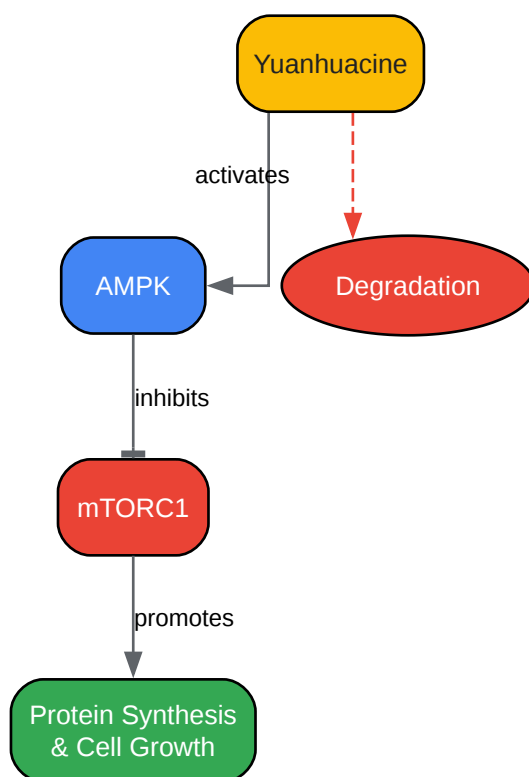 Yuanhuacine
activates
AMPK
Degradation
inhibits
mTORC1
promotes
Protein Synthesis
& Cell Growth